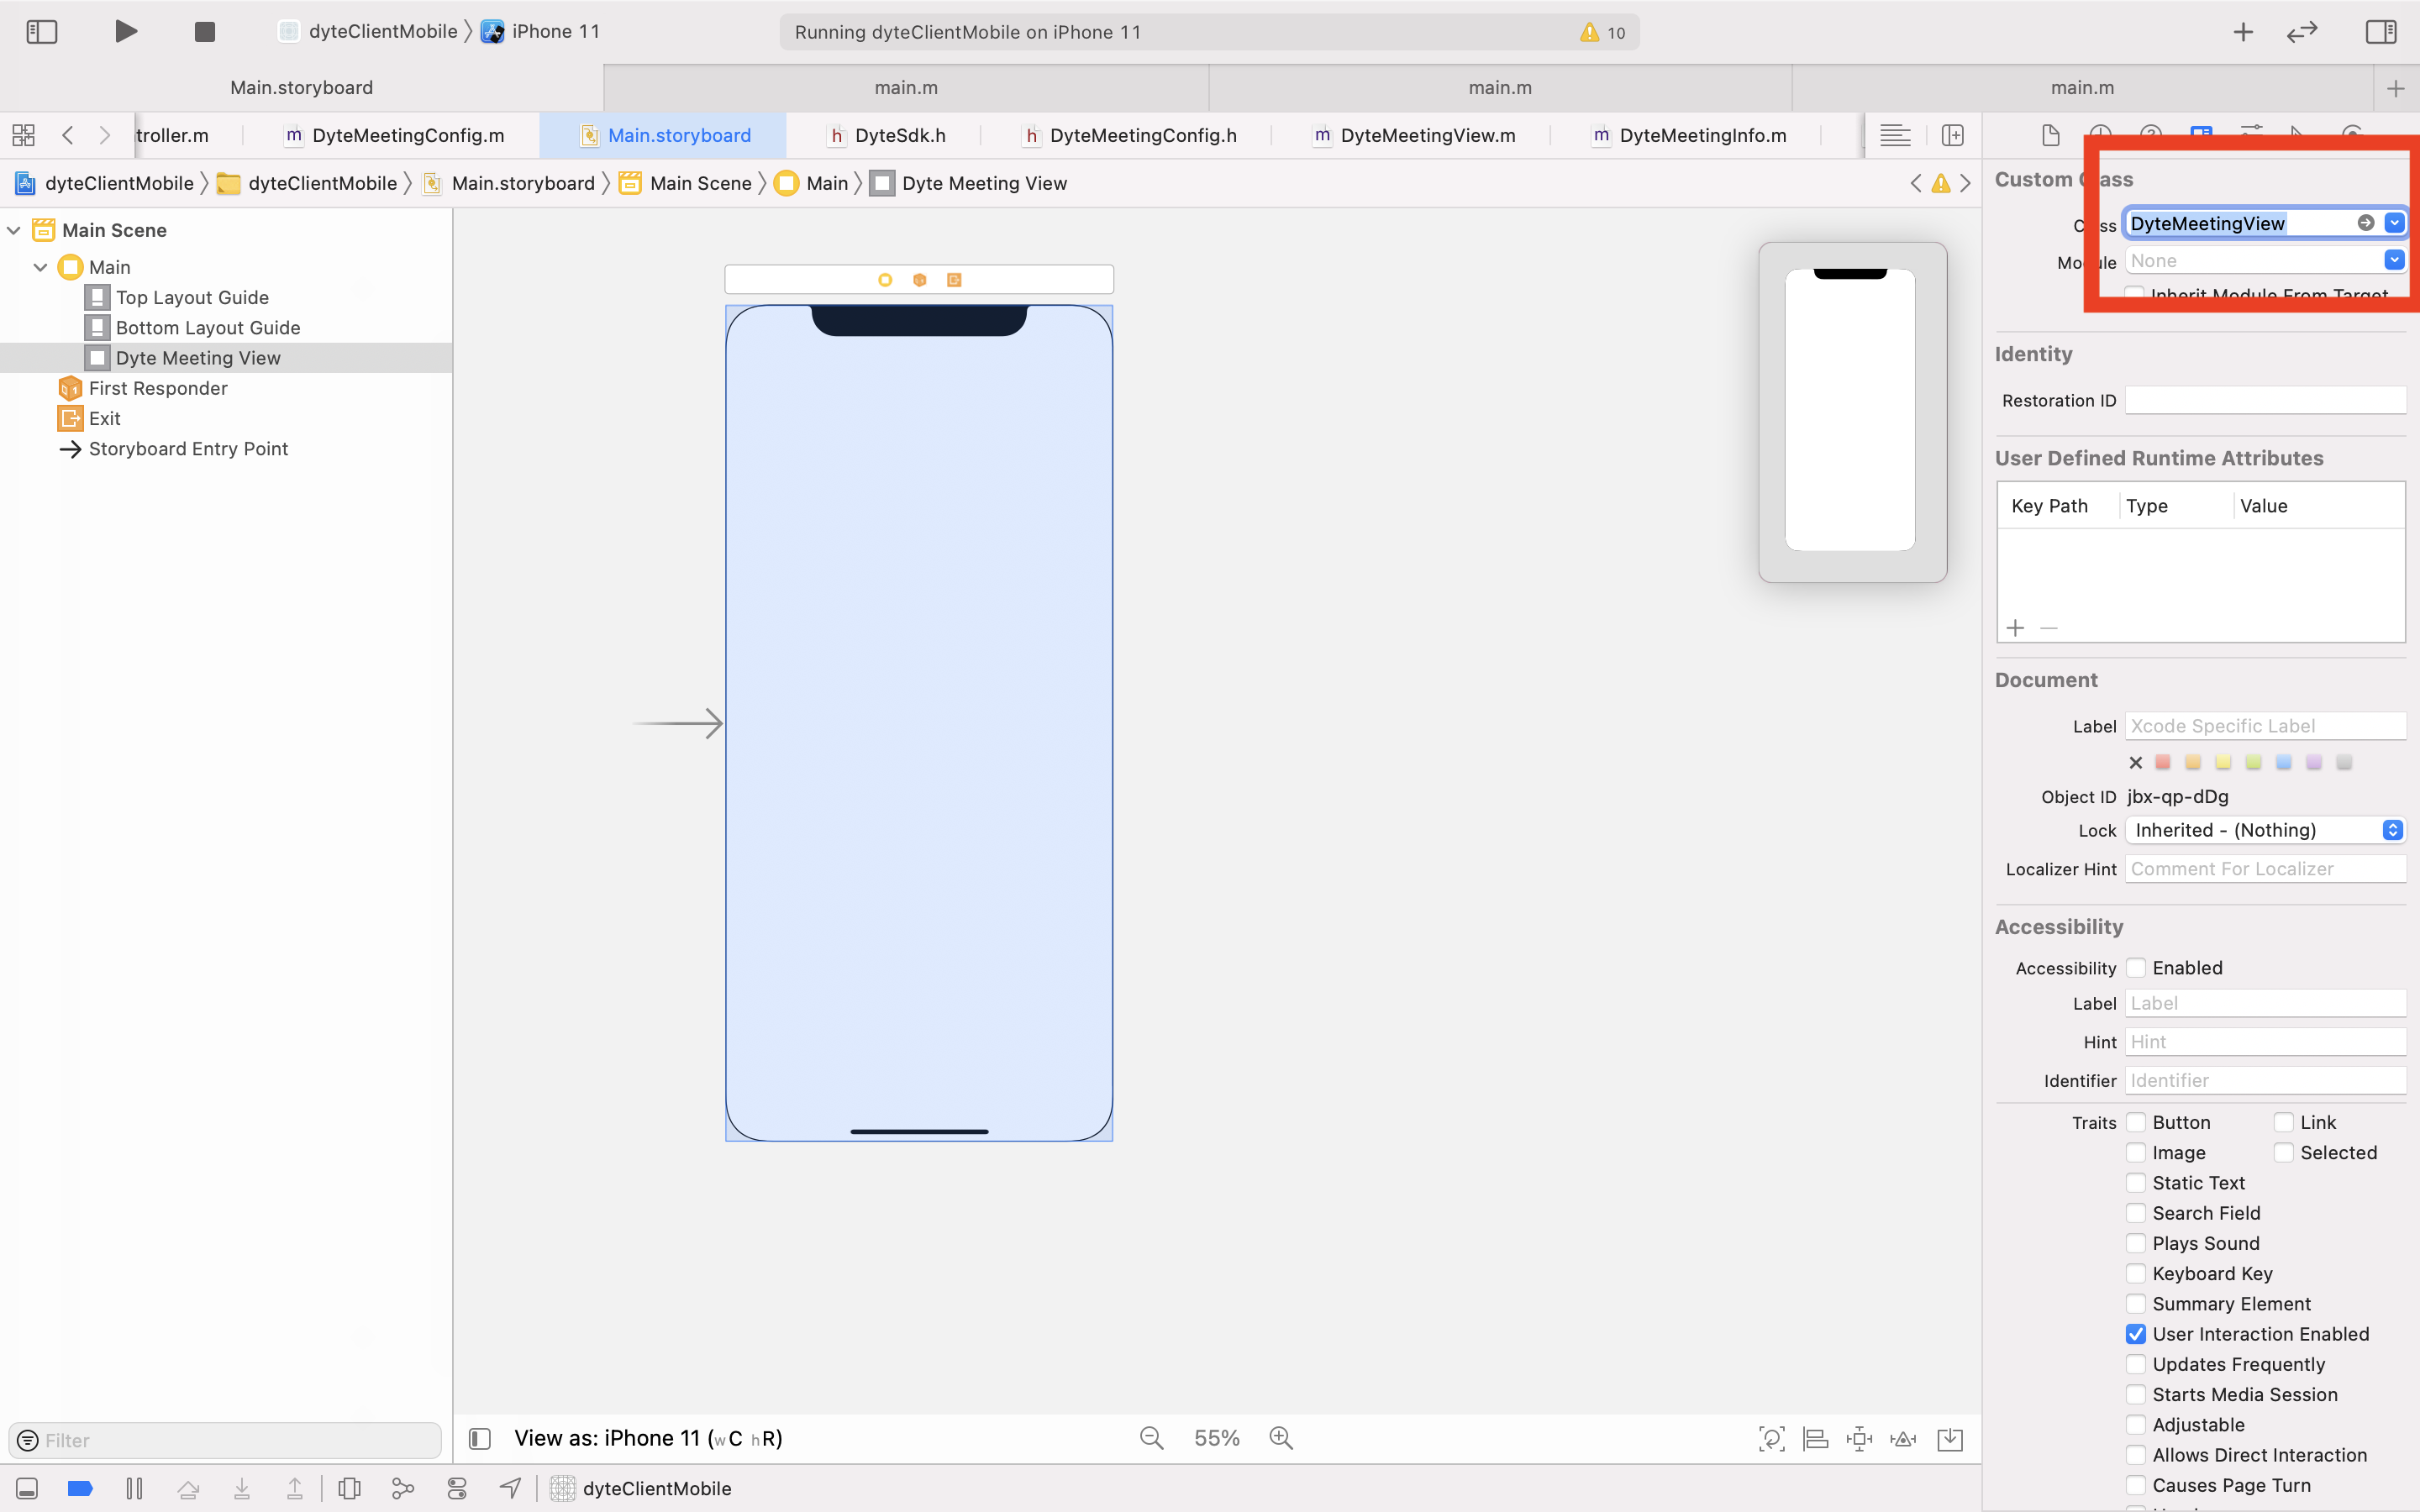 dyteClientMobile iPhone 11
Running dyteClientMobile on iPhone 11
10
Main.storyboard
main.m
main.m
main.m
troller.m
DyteMeetingConfig.m
Main.storyboard
DyteSdk.h
DyteMeetingConfig.h
DyteMeetingView.m
DyteMeetingInfo.m
dyteClientMobile dyteClientMobile Main.storyboard Main Scene Main Dyte Meeting View
Main Scene
Main
Top Layout Guide
Bottom Layout Guide
Dyte Meeting View
First Responder
Exit
Storyboard Entry Point
Filter
View as: iPhone 11 (wC hR)
55%
dyteClientMobile
Custom Class
Class DyteMeetingView
Module None
Inherit Module From Target
Identity
Restoration ID
User Defined Runtime Attributes
Key Path Type Value
Document
Label Xcode Specific Label
Object ID jbx-qp-dDg
Lock Inherited - (Nothing)
Localizer Hint Comment For Localizer
Accessibility
Accessibility Enabled
Label Label
Hint Hint
Identifier Identifier
Traits Button Link
Image Selected
Static Text
Search Field
Plays Sound
Keyboard Key
Summary Element
User Interaction Enabled
Updates Frequently
Starts Media Session
Adjustable
Allows Direct Interaction
Causes Page Turn